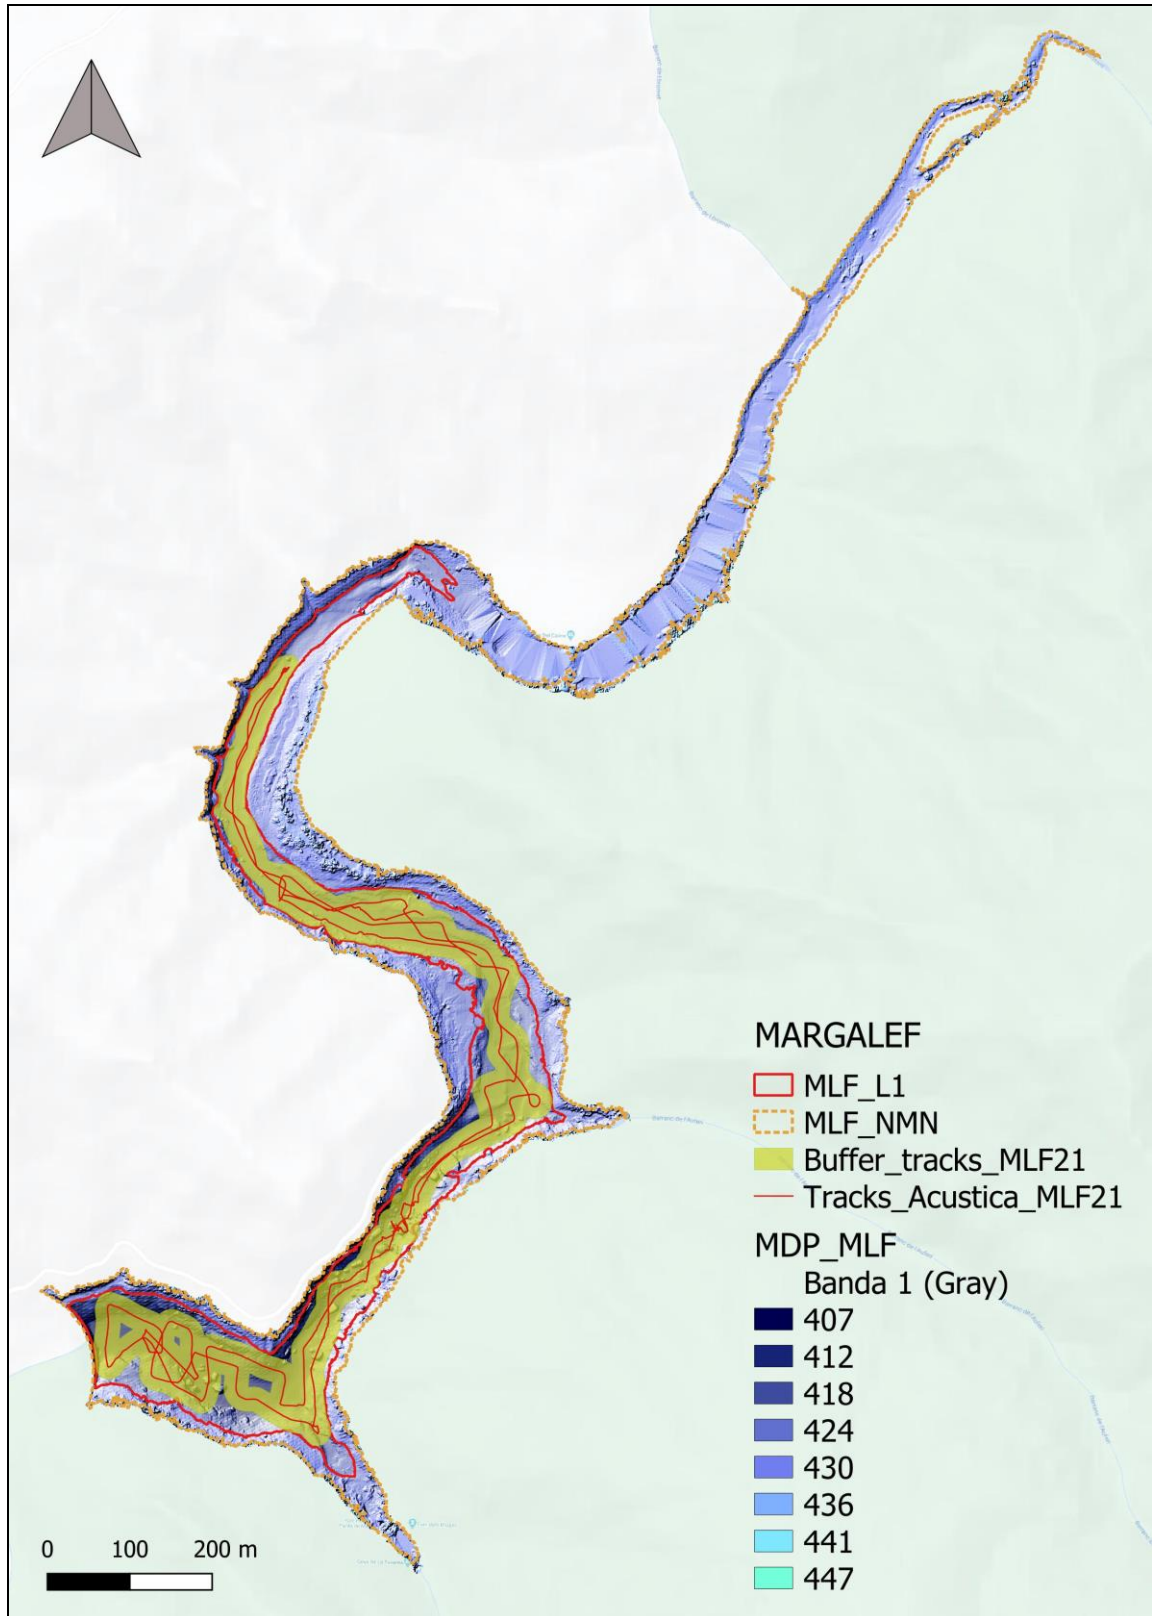 MARGALEF
MLF_L1
MLF_NMN
Buffer_tracks_MLF21
Tracks_Acustica_MLF21
MDP_MLF
Banda 1 (Gray)
407
412
418
424
430
436
441
447
0 100 200 m